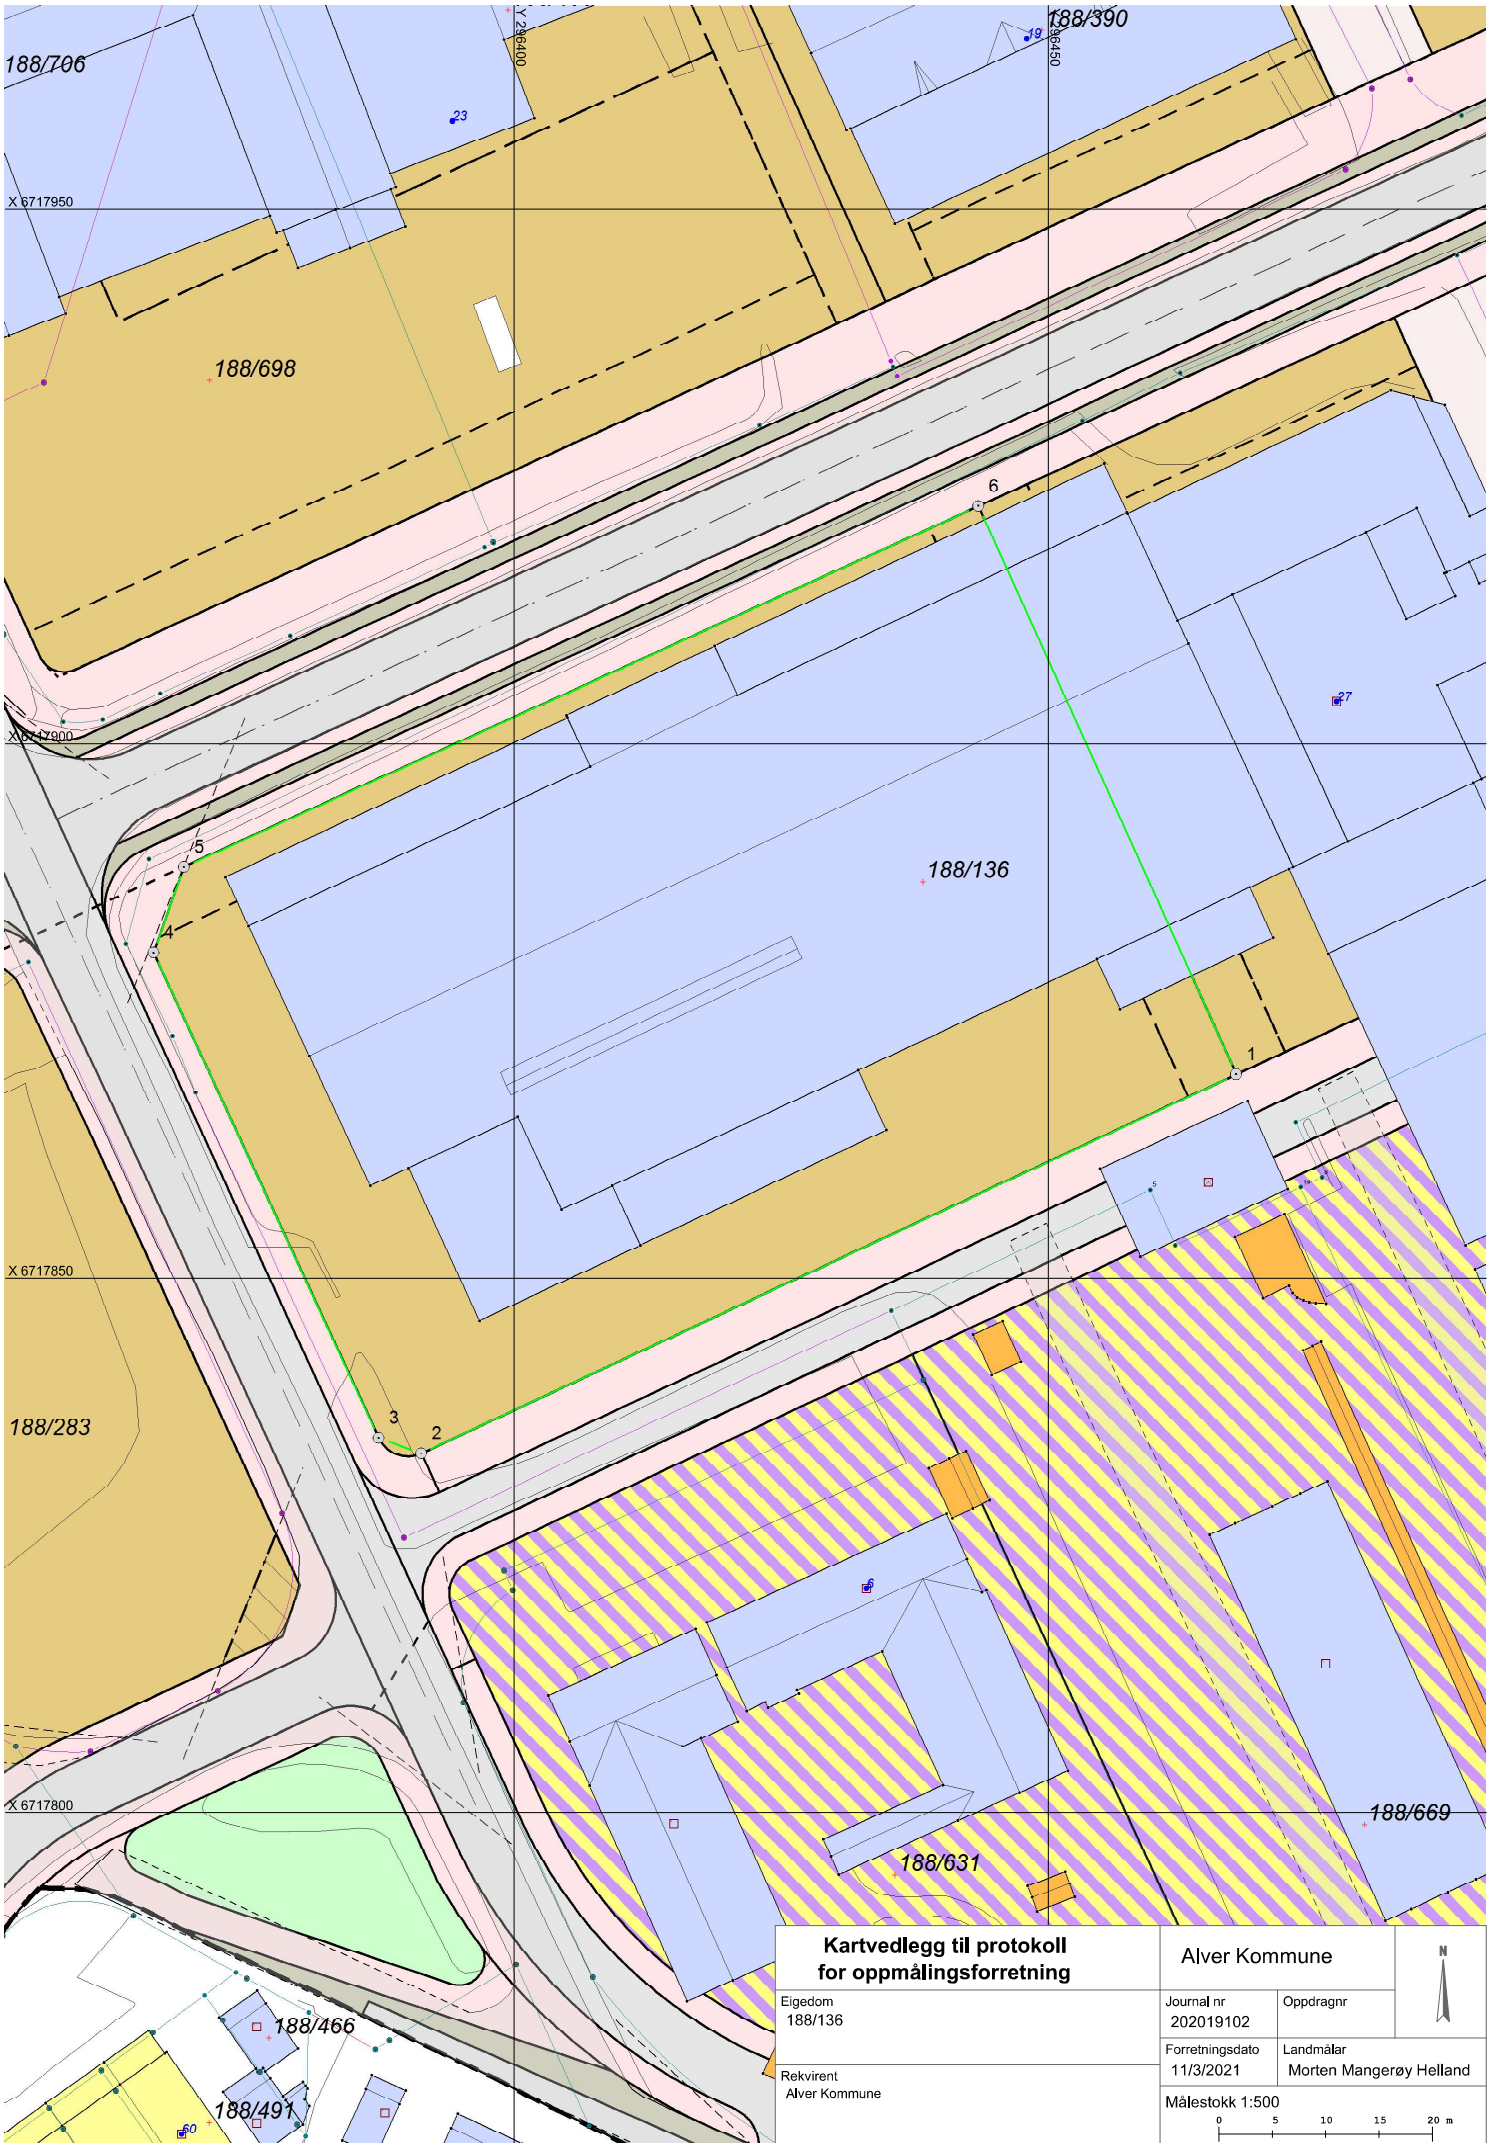 188/706
23
Y 296400
19
188/390
Y 296450
X 6717950
188/698
6
27
X 6717900
5
188/136
4
1
5
X 6717850
3
2
188/283
6
X 6717800
188/669
188/631
188/466
188/491
60
Kartvedlegg til protokoll
for oppmålingsforretning
Alver Kommune
N
Eigedom
188/136
Journal nr
202019102
Oppdragnr
Forretningsdato
11/3/2021
Landmålar
Morten Mangerøy Helland
Rekvirent
Alver Kommune
Målestokk 1:500
0 5 10 15 20 m